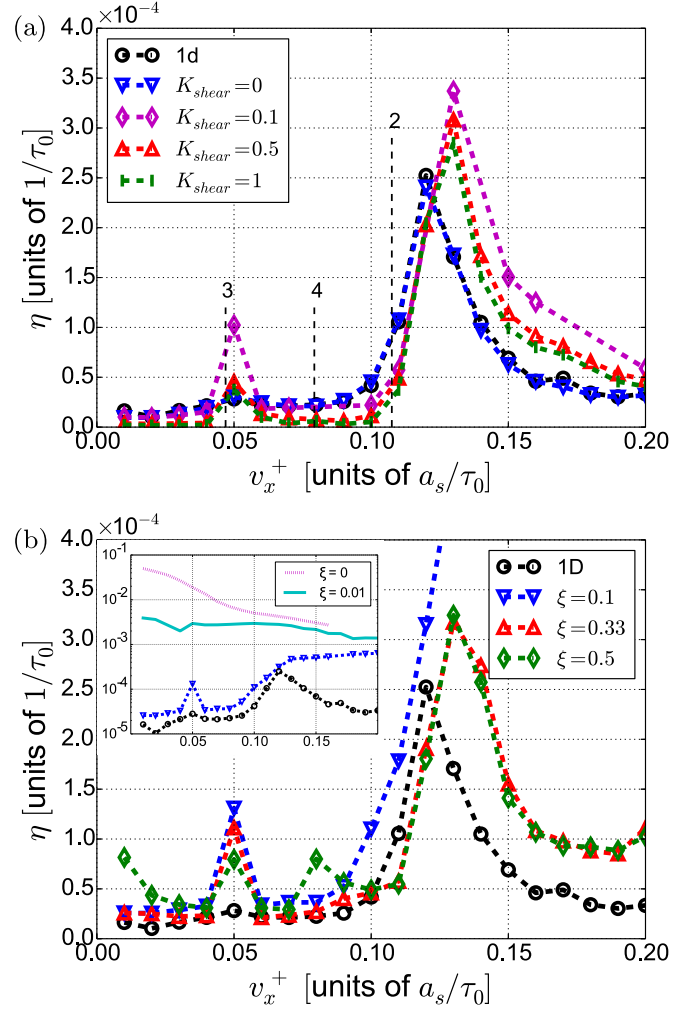 (a)
×10⁻⁴
4.0
3.5
3.0
2.5
2.0
1.5
1.0
0.5
0.0
0.00 0.05 0.10 0.15 0.20
η [units of 1/τ₀]
vₓ⁺ [units of aₛ/τ₀]
1d
K_shear=0
K_shear=0.1
K_shear=0.5
K_shear=1
3
4
2
(b)
×10⁻⁴
4.0
3.5
3.0
2.5
2.0
1.5
1.0
0.5
0.0
0.00 0.05 0.10 0.15 0.20
η [units of 1/τ₀]
vₓ⁺ [units of aₛ/τ₀]
10⁻¹
10⁻²
10⁻³
10⁻⁴
10⁻⁵
0.05 0.10 0.15
ξ=0
ξ=0.01
1D
ξ=0.1
ξ=0.33
ξ=0.5